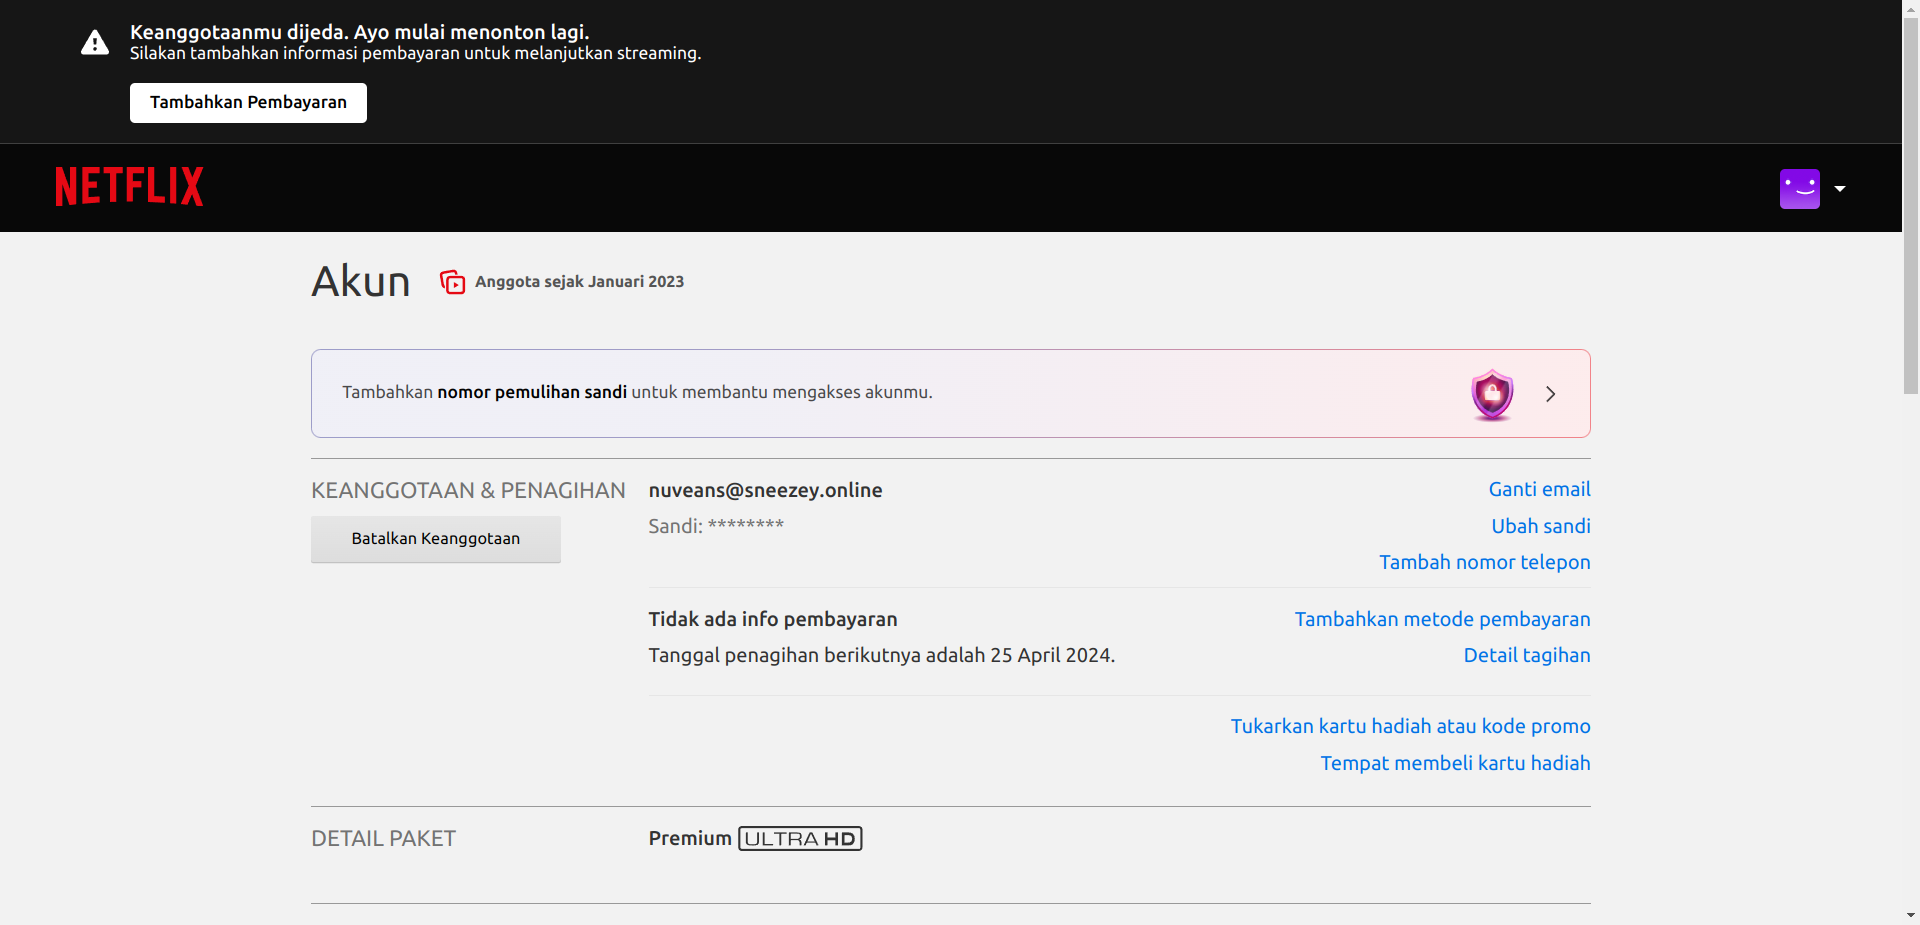 Keanggotaanmu dijeda. Ayo mulai menonton lagi.
Silakan tambahkan informasi pembayaran untuk melanjutkan streaming.
Tambahkan Pembayaran
NETFLIX
Akun
Anggota sejak Januari 2023
Tambahkan nomor pemulihan sandi untuk membantu mengakses akunmu.
KEANGGOTAAN & PENAGIHAN
Batalkan Keanggotaan
nuveans@sneezey.online
Ganti email
Sandi: ********
Ubah sandi
Tambah nomor telepon
Tidak ada info pembayaran
Tambahkan metode pembayaran
Tanggal penagihan berikutnya adalah 25 April 2024.
Detail tagihan
Tukarkan kartu hadiah atau kode promo
Tempat membeli kartu hadiah
DETAIL PAKET
Premium ULTRA HD